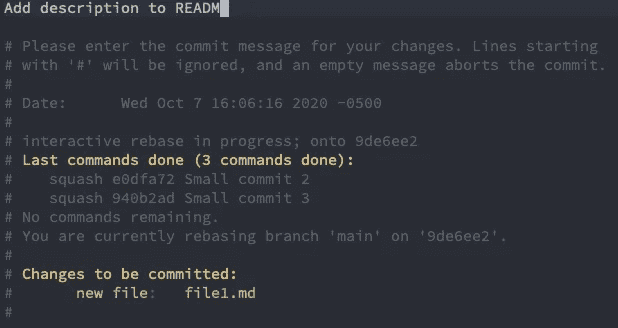 Add description to READM
# Please enter the commit message for your changes. Lines starting
# with '#' will be ignored, and an empty message aborts the commit.
#
# Date:      Wed Oct 7 16:06:16 2020 -0500
#
# interactive rebase in progress; onto 9de6ee2
# Last commands done (3 commands done):
#    squash e0dfa72 Small commit 2
#    squash 940b2ad Small commit 3
# No commands remaining.
# You are currently rebasing branch 'main' on '9de6ee2'.
#
# Changes to be committed:
#       new file:   file1.md
#